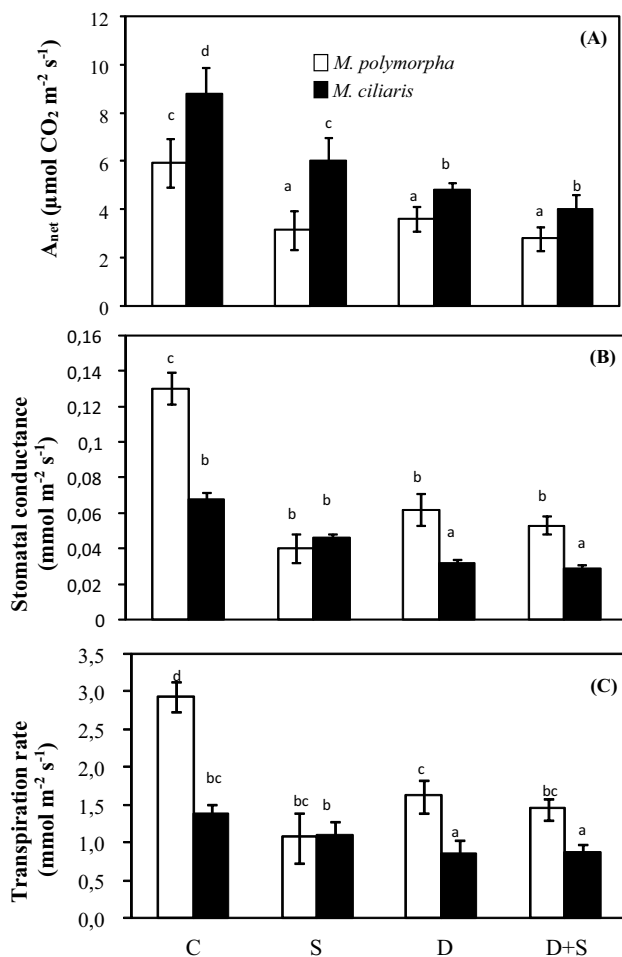 12
10
8
6
4
2
0
A_net (µmol CO₂ m⁻² s⁻¹)
(A)
M. polymorpha
M. ciliaris
c
d
a
c
a
b
a
b
0,16
0,14
0,12
0,10
0,08
0,06
0,04
0,02
0
Stomatal conductance
(mmol m⁻² s⁻¹)
(B)
c
b
b
b
b
a
b
a
3,5
3,0
2,5
2,0
1,5
1,0
0,5
0,0
Transpiration rate
(mmol m⁻² s⁻¹)
(C)
d
bc
bc
b
c
a
bc
a
C
S
D
D+S